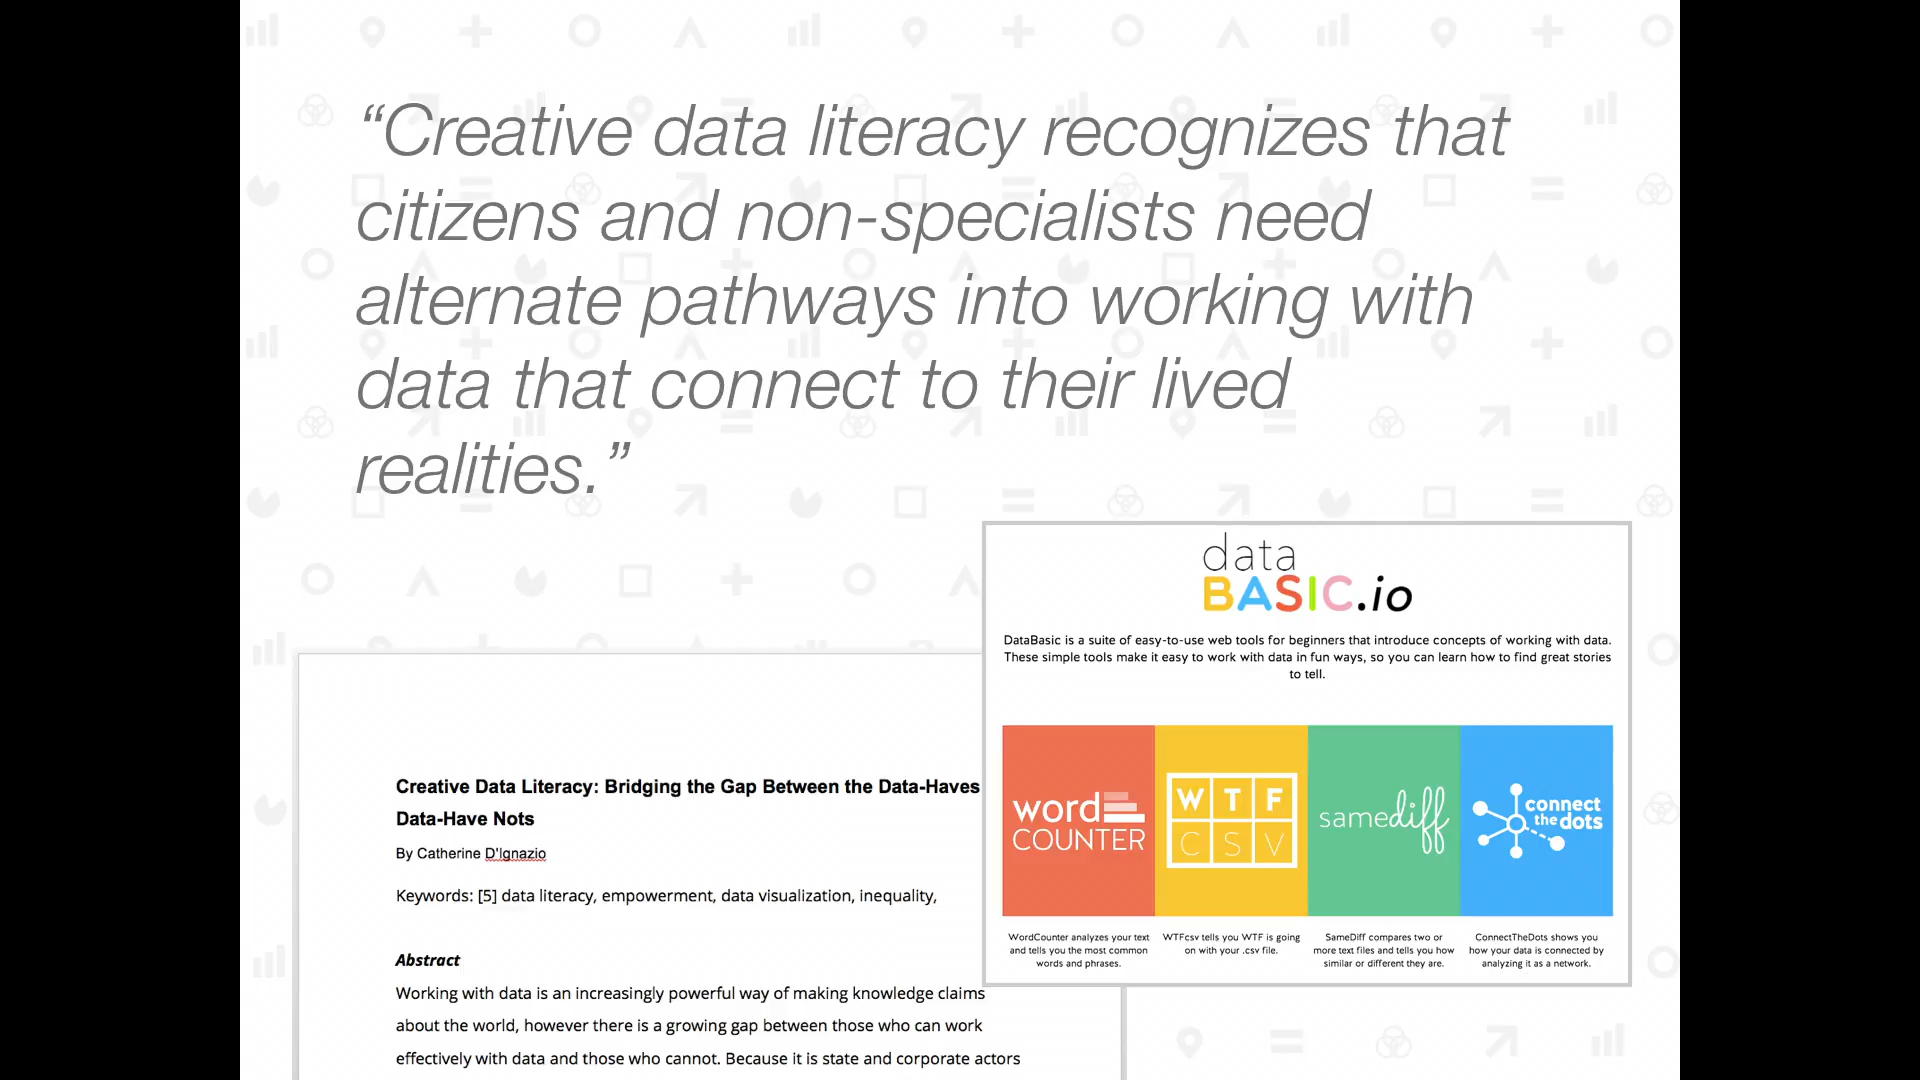 “Creative data literacy recognizes that
citizens and non-specialists need
alternate pathways into working with
data that connect to their lived
realities.”
data
BASIC.io
DataBasic is a suite of easy-to-use web tools for beginners that introduce concepts of working with data.
These simple tools make it easy to work with data in fun ways, so you can learn how to find great stories
to tell.
word
COUNTER
WTF
CSV
samediff
connect
the dots
WordCounter analyzes your text
and tells you the most common
words and phrases.
WTFcsv tells you WTF is going
on with your .csv file.
SameDiff compares two or
more text files and tells you how
similar or different they are.
ConnectTheDots shows you
how your data is connected by
analyzing it as a network.
Creative Data Literacy: Bridging the Gap Between the Data-Haves
Data-Have Nots
By Catherine D'Ignazio
Keywords: [5] data literacy, empowerment, data visualization, inequality,
Abstract
Working with data is an increasingly powerful way of making knowledge claims
about the world, however there is a growing gap between those who can work
effectively with data and those who cannot. Because it is state and corporate actors